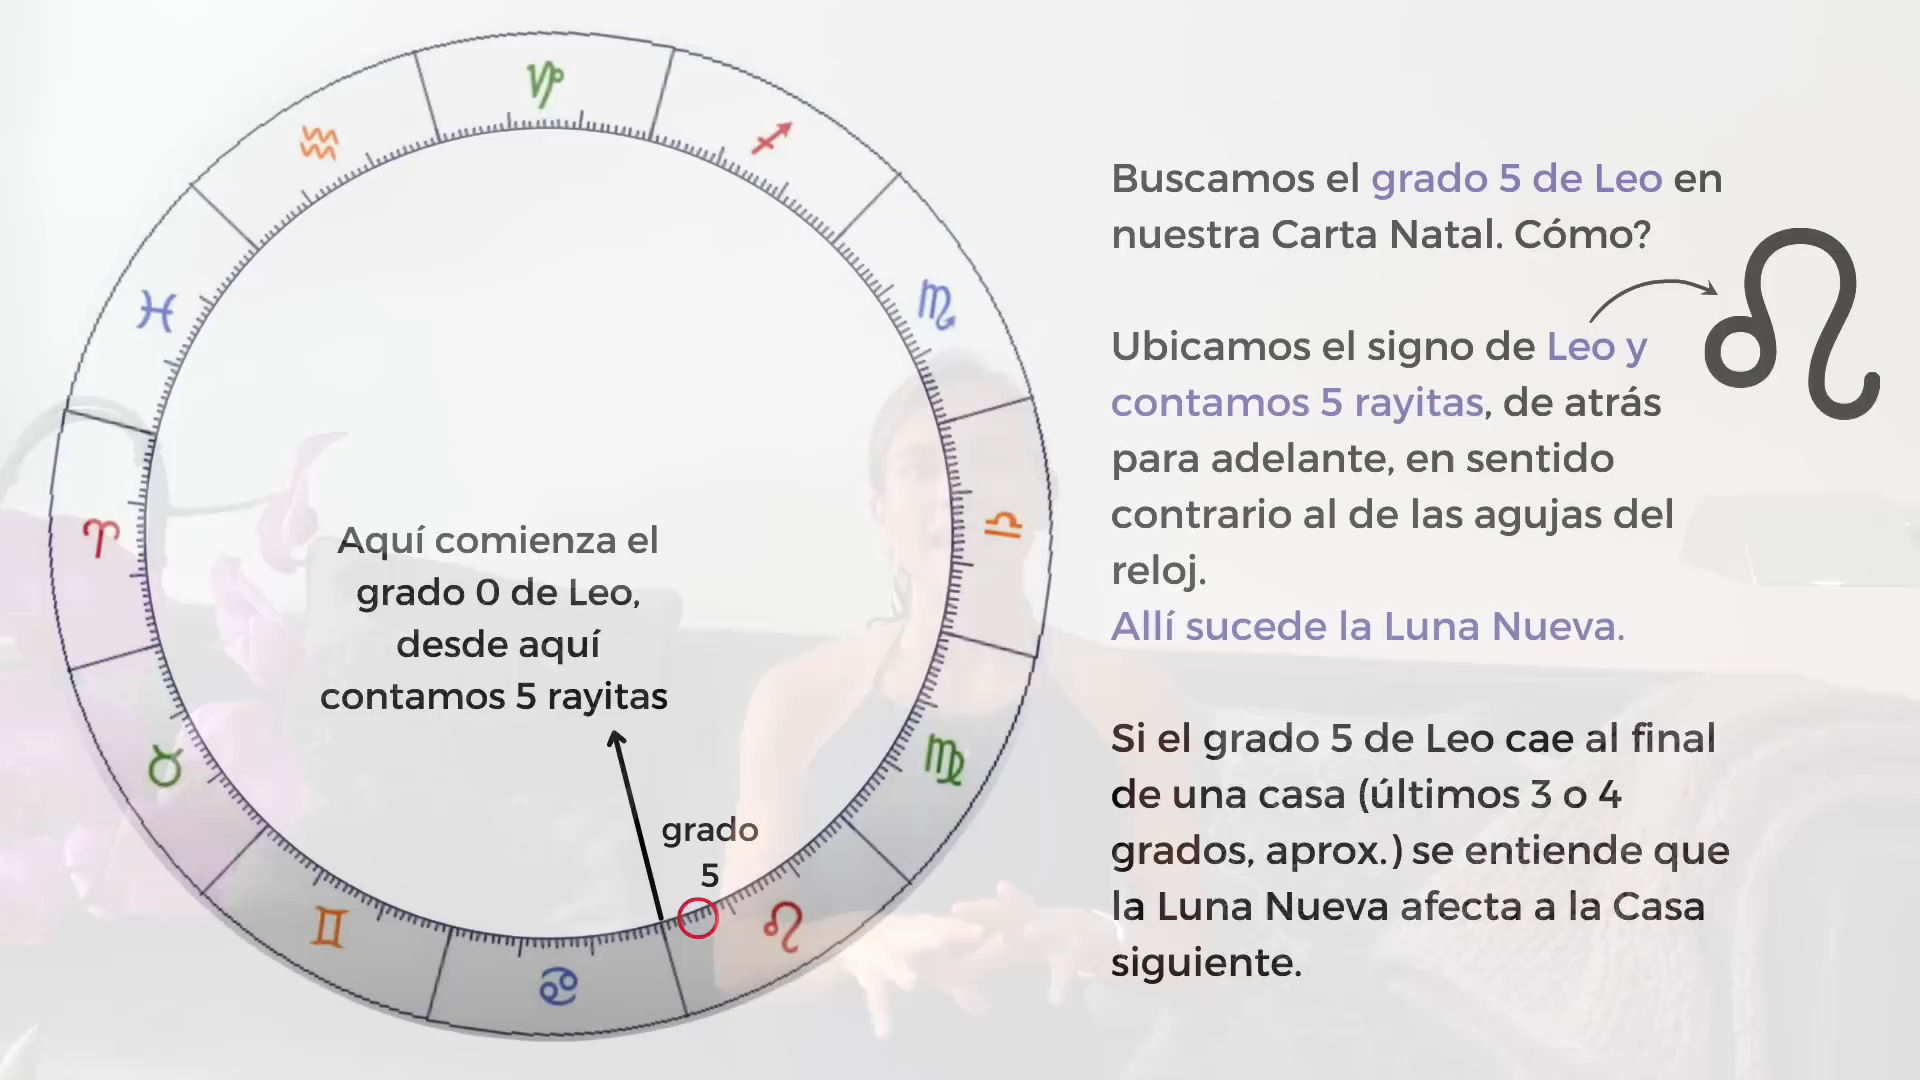 Aquí comienza el
grado 0 de Leo,
desde aquí
contamos 5 rayitas
grado
5
Buscamos el grado 5 de Leo en
nuestra Carta Natal. Cómo?
Ubicamos el signo de Leo y
contamos 5 rayitas, de atrás
para adelante, en sentido
contrario al de las agujas del
reloj.
Allí sucede la Luna Nueva.
Si el grado 5 de Leo cae al final
de una casa (últimos 3 o 4
grados, aprox.) se entiende que
la Luna Nueva afecta a la Casa
siguiente.